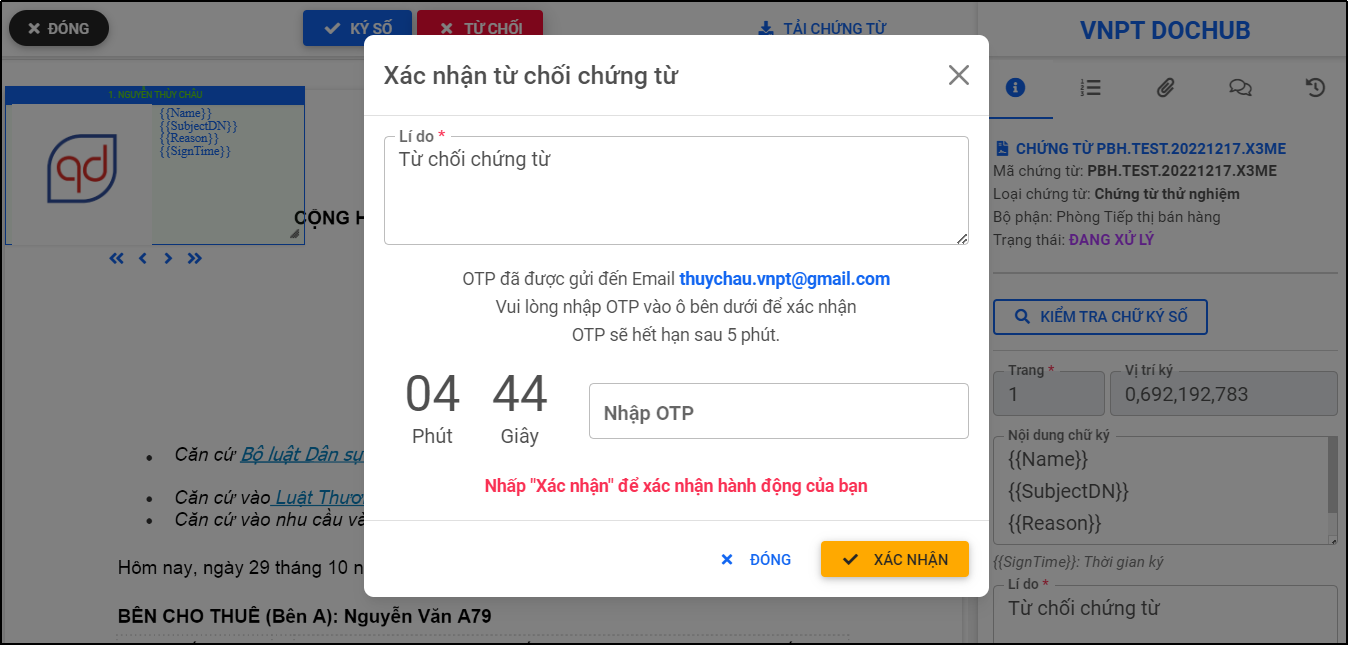 ĐÓNG
KÝ SỐ
TỪ CHỐI
TẢI CHỨNG TỪ
VNPT DOCHUB
1. NGUYỄN THÙY CHÂU
{{Name}}
{{SubjectDN}}
{{Reason}}
{{SignTime}}
qd
CỘNG H
Căn cứ Bộ luật Dân sự
Căn cứ vào Luật Thươ
Căn cứ vào nhu cầu và
Hôm nay, ngày 29 tháng 10 n
BÊN CHO THUÊ (Bên A): Nguyễn Văn A79
Xác nhận từ chối chứng từ
Lí do *
Từ chối chứng từ
OTP đã được gửi đến Email thuychau.vnpt@gmail.com
Vui lòng nhập OTP vào ô bên dưới để xác nhận
OTP sẽ hết hạn sau 5 phút.
04 44
Phút Giây
Nhập OTP
Nhấp "Xác nhận" để xác nhận hành động của bạn
ĐÓNG
XÁC NHẬN
CHỨNG TỪ PBH.TEST.20221217.X3ME
Mã chứng từ: PBH.TEST.20221217.X3ME
Loại chứng từ: Chứng từ thử nghiệm
Bộ phận: Phòng Tiếp thị bán hàng
Trạng thái: ĐANG XỬ LÝ
KIỂM TRA CHỮ KÝ SỐ
Trang *
1
Vị trí ký
0,692,192,783
Nội dung chữ ký
{{Name}}
{{SubjectDN}}
{{Reason}}
{{SignTime}}: Thời gian ký
Lí do *
Từ chối chứng từ